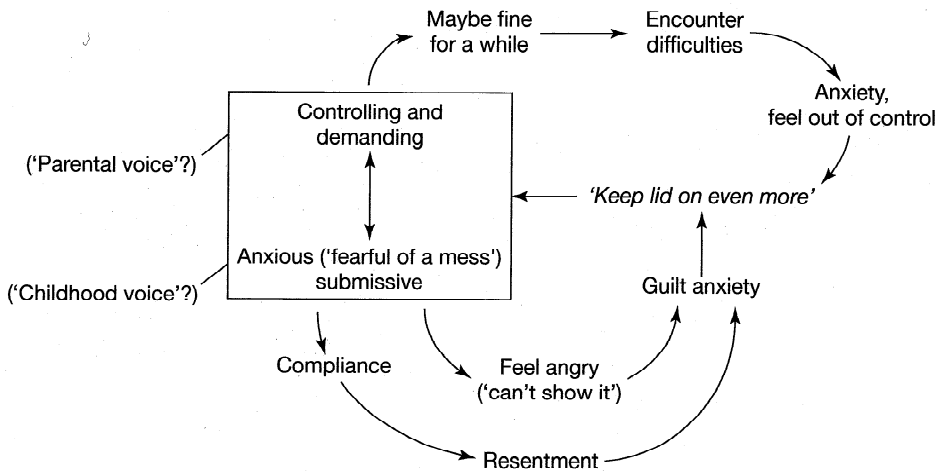 Maybe fine
for a while
Encounter
difficulties
Anxiety,
feel out of control
Controlling and
demanding
('Parental voice'?)
'Keep lid on even more'
Anxious ('fearful of a mess')
submissive
('Childhood voice'?)
Guilt anxiety
Compliance
Feel angry
('can't show it')
Resentment